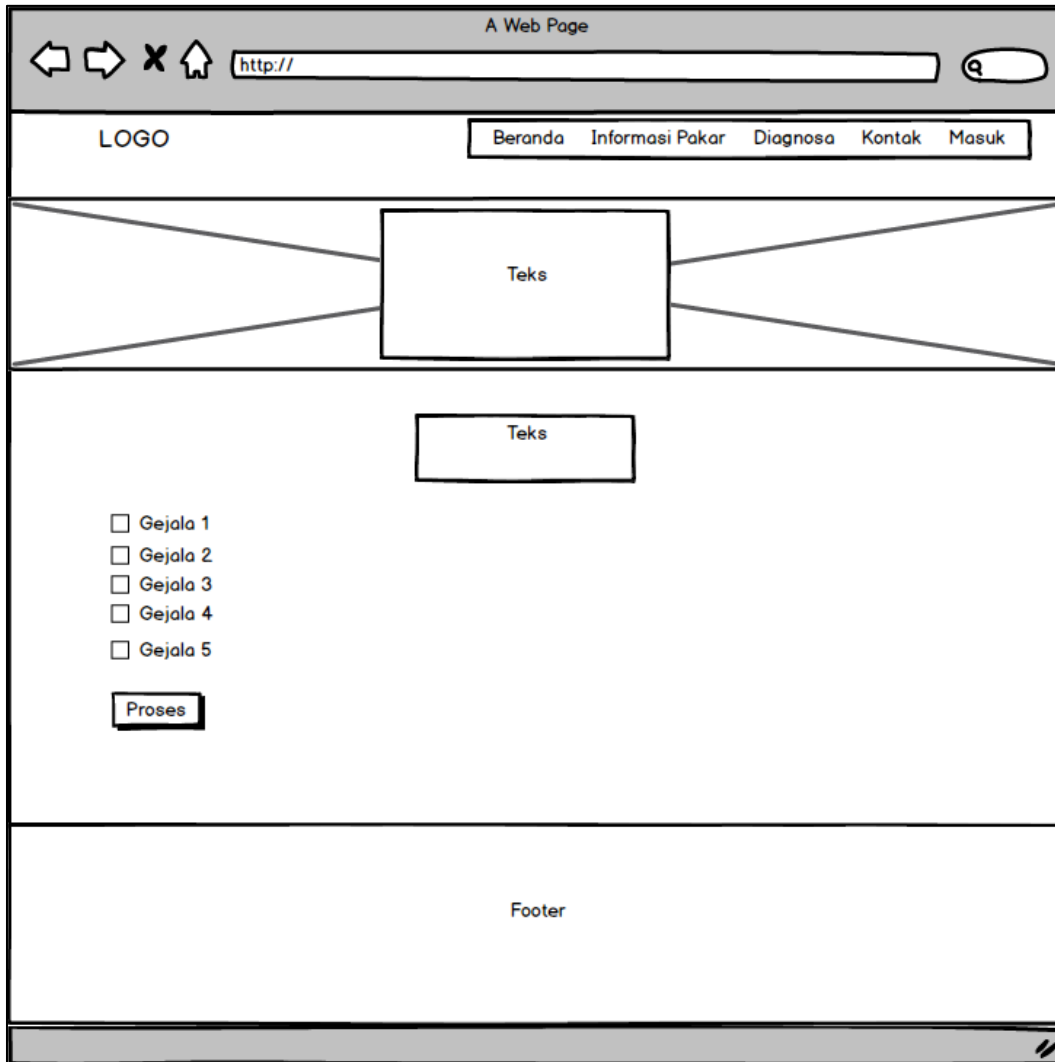 A Web Page
http://
LOGO
Beranda Informasi Pakar Diagnosa Kontak Masuk
Teks
Teks
Gejala 1
Gejala 2
Gejala 3
Gejala 4
Gejala 5
Proses
Footer